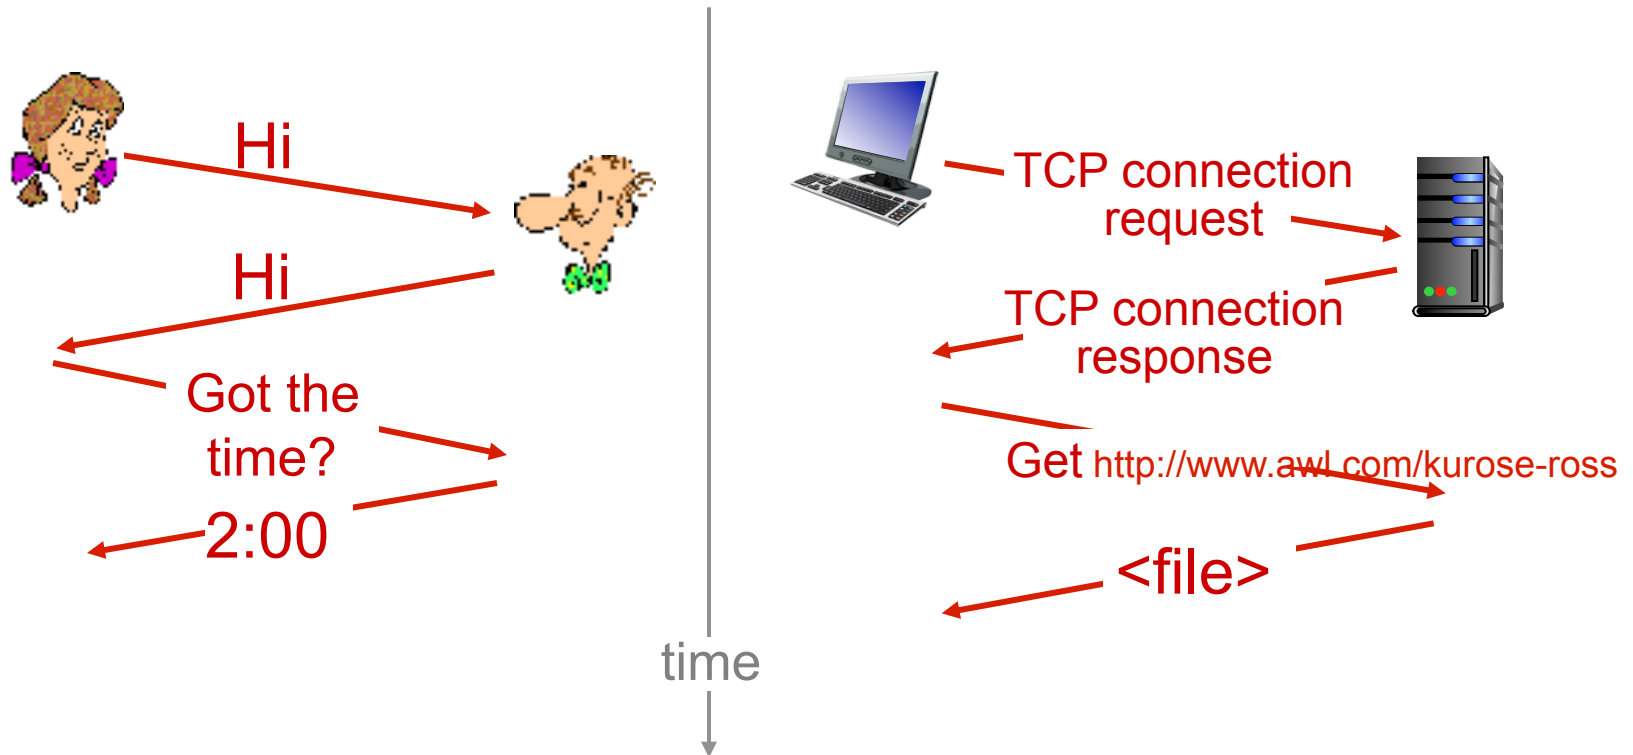 Hi
Hi
Got the
time?
2:00
time
TCP connection
request
TCP connection
response
Get http://www.awl.com/kurose-ross
<file>